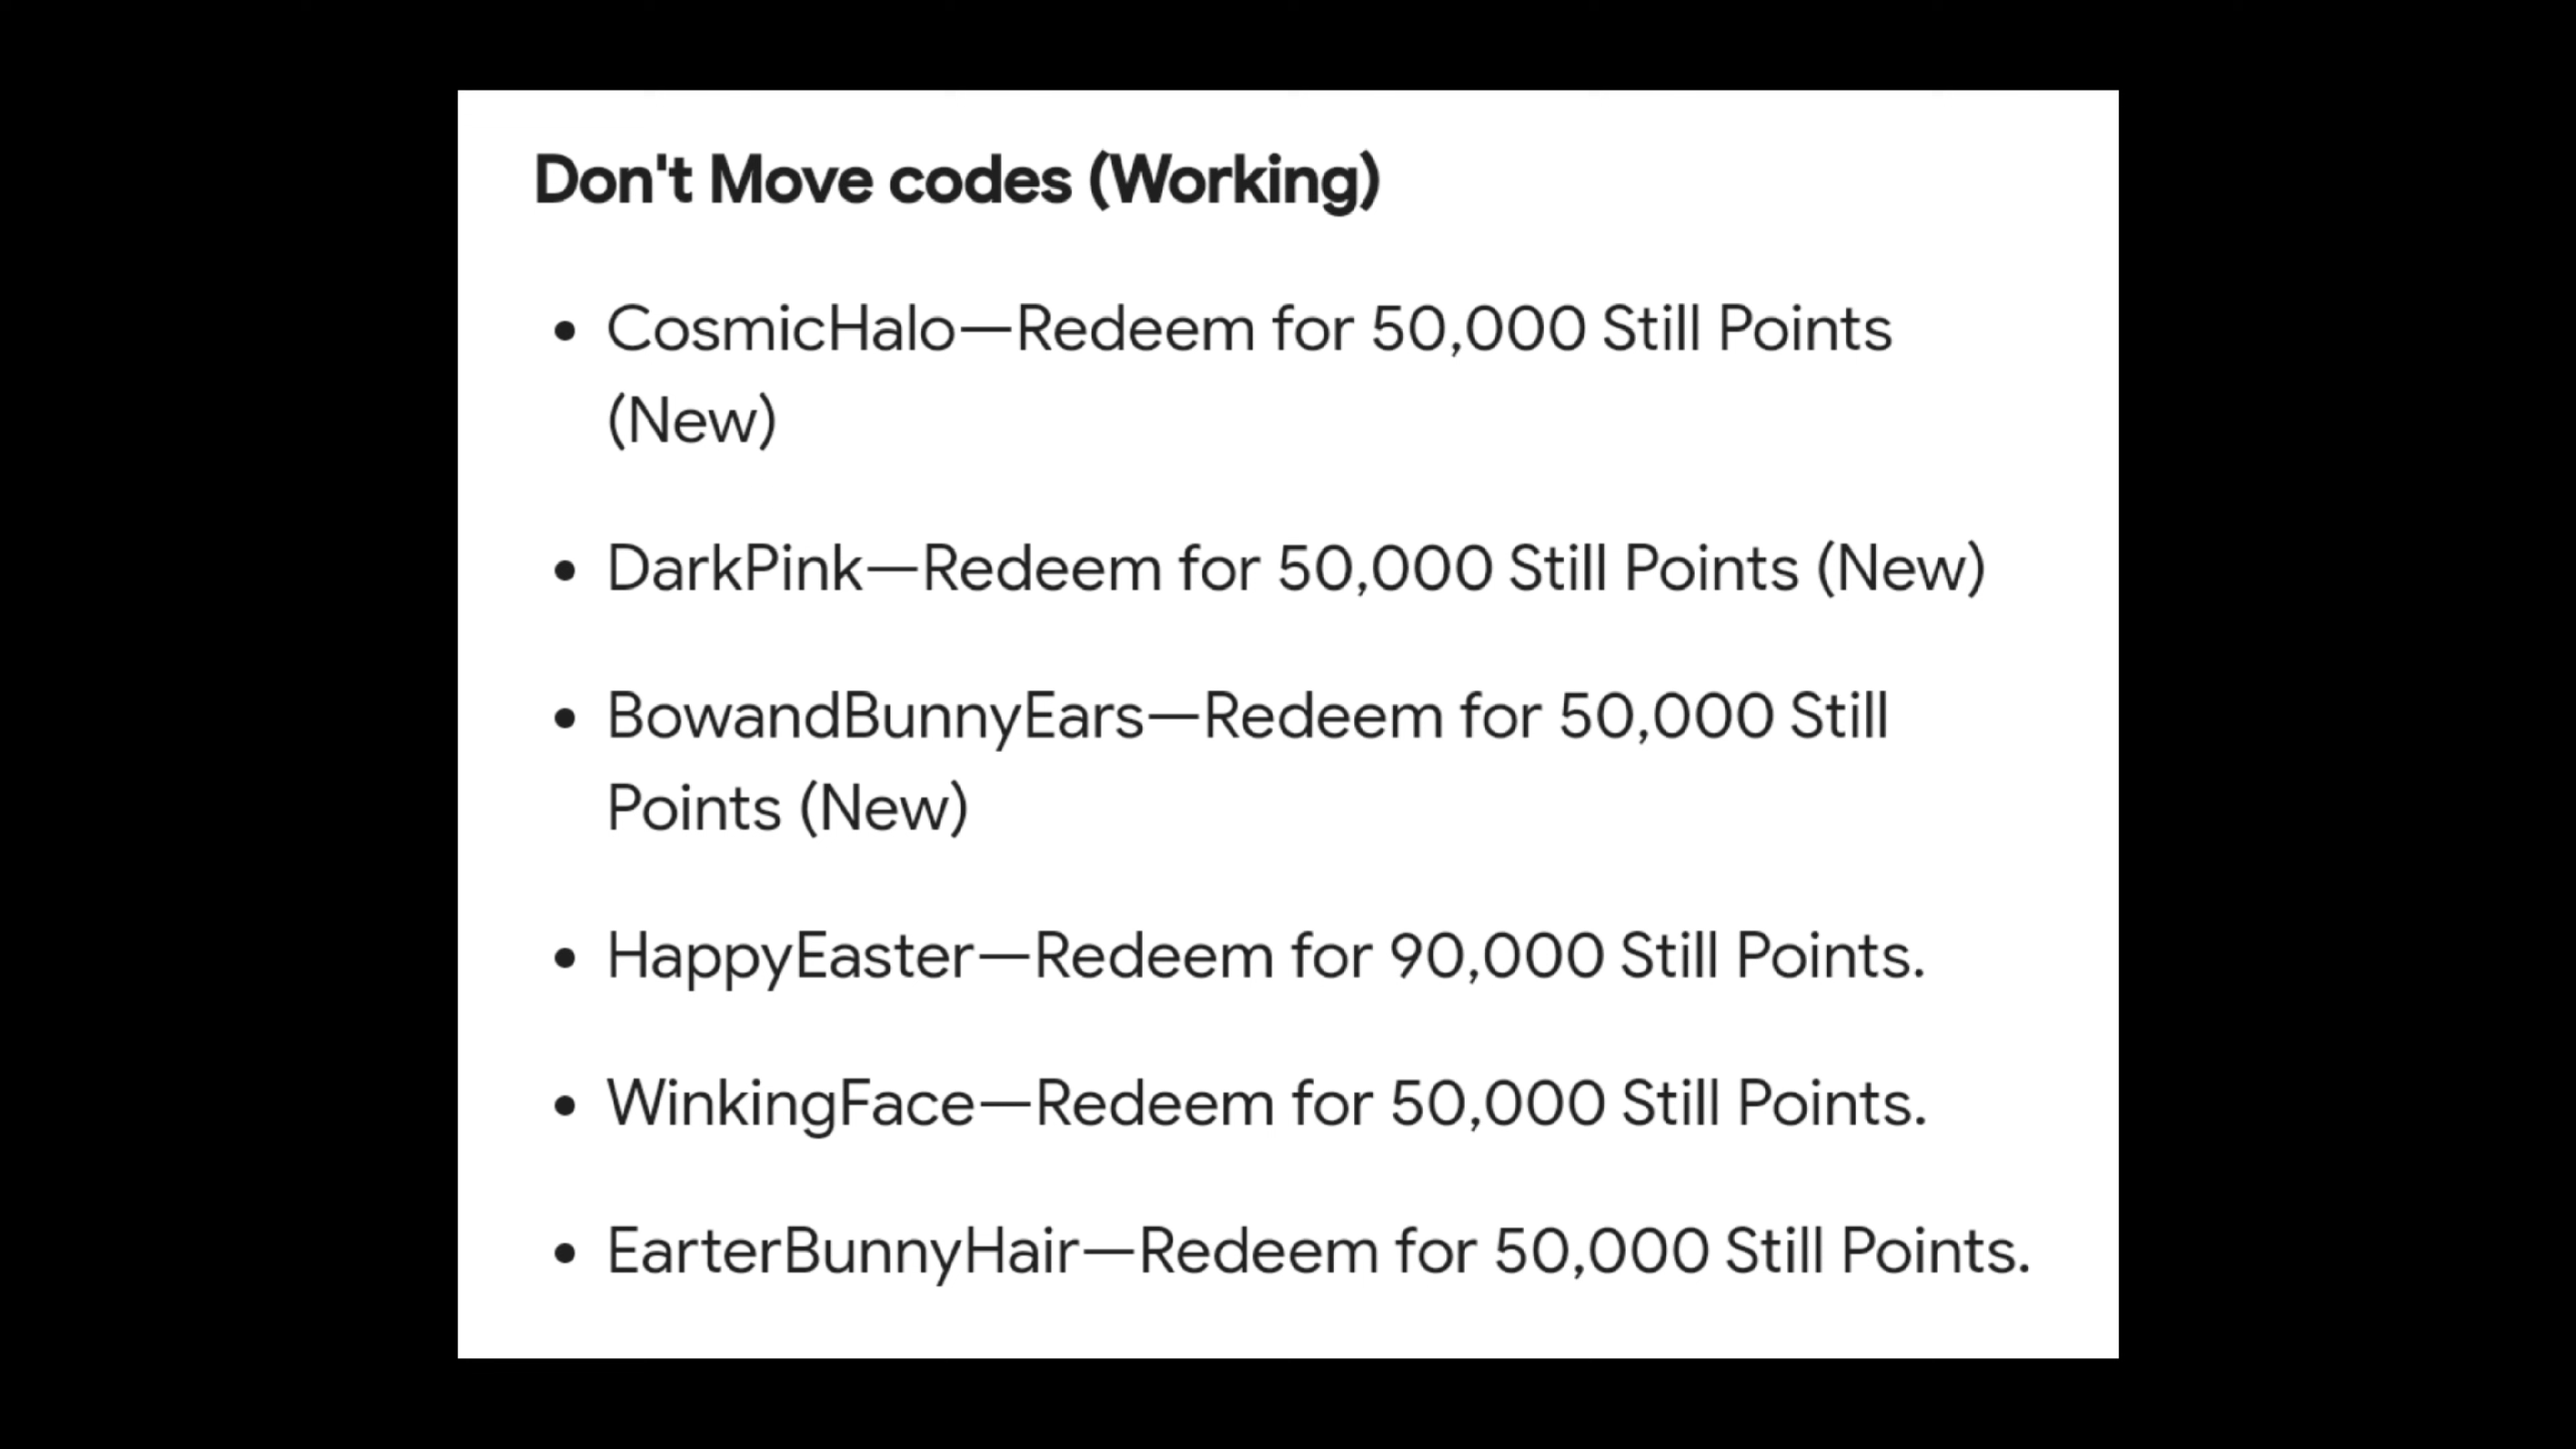 Don't Move codes (Working)
• CosmicHalo—Redeem for 50,000 Still Points
(New)
• DarkPink—Redeem for 50,000 Still Points (New)
• BowandBunnyEars—Redeem for 50,000 Still
Points (New)
• HappyEaster—Redeem for 90,000 Still Points.
• WinkingFace—Redeem for 50,000 Still Points.
• EarterBunnyHair—Redeem for 50,000 Still Points.